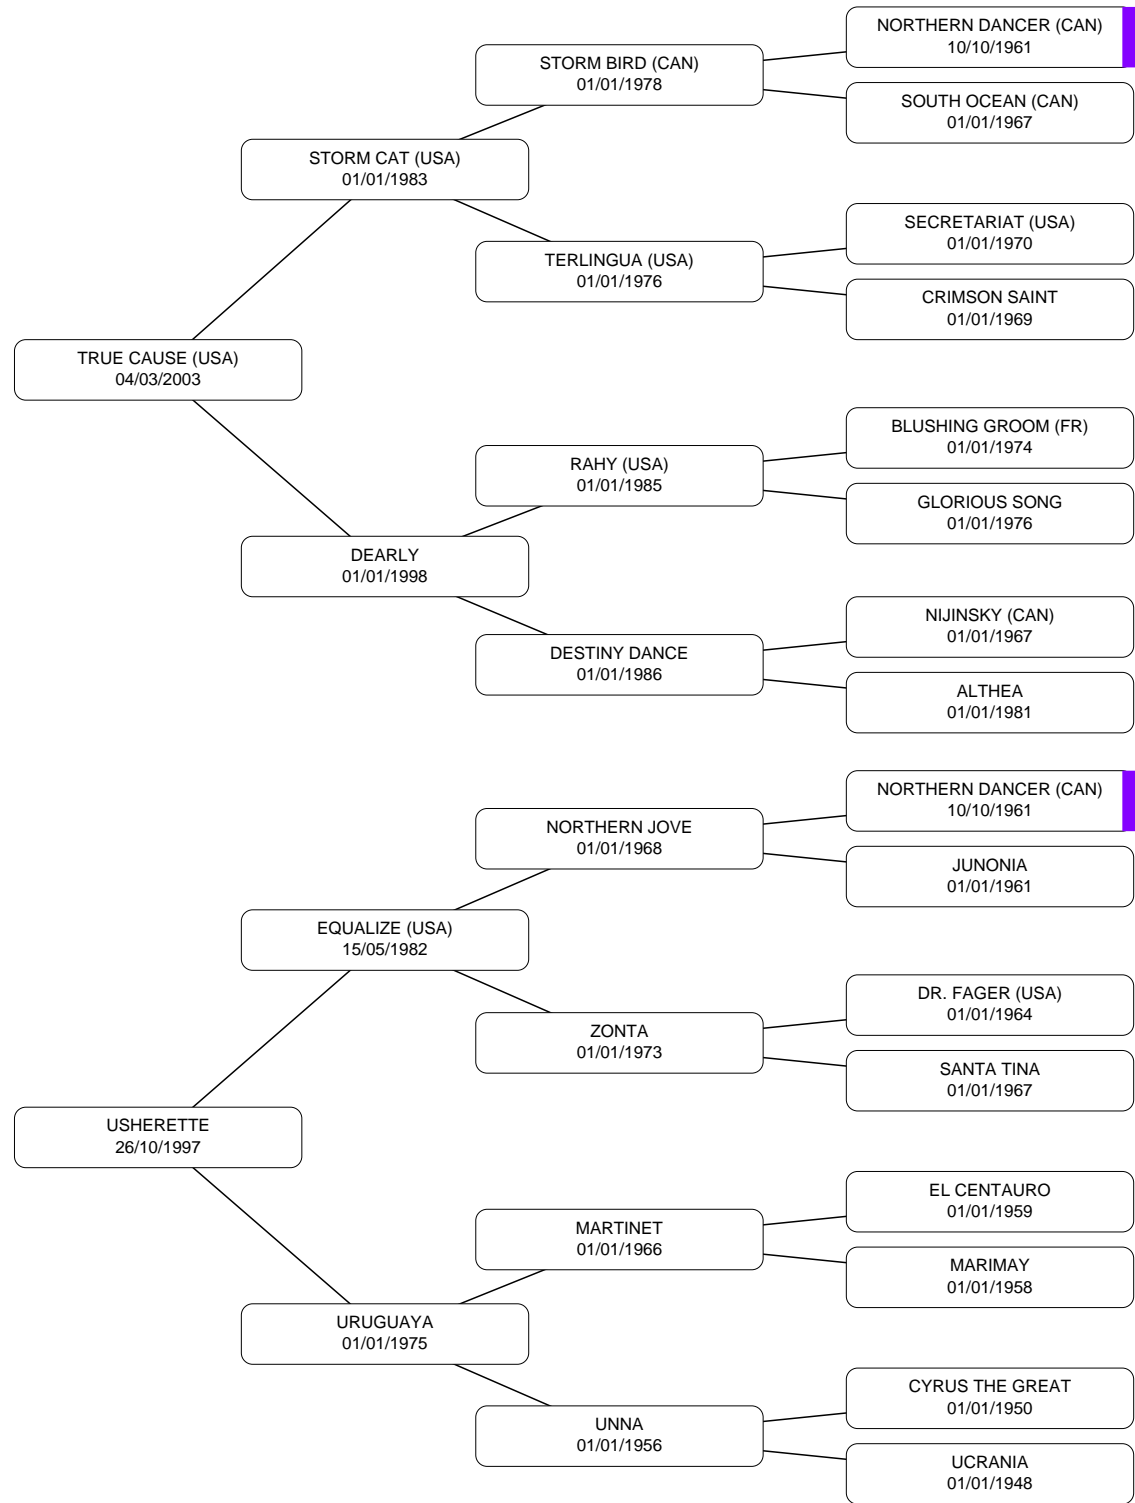 NORTHERN DANCER (CAN)
10/10/1961
STORM BIRD (CAN)
01/01/1978
SOUTH OCEAN (CAN)
01/01/1967
STORM CAT (USA)
01/01/1983
SECRETARIAT (USA)
01/01/1970
TERLINGUA (USA)
01/01/1976
CRIMSON SAINT
01/01/1969
TRUE CAUSE (USA)
04/03/2003
BLUSHING GROOM (FR)
01/01/1974
RAHY (USA)
01/01/1985
GLORIOUS SONG
01/01/1976
DEARLY
01/01/1998
NIJINSKY (CAN)
01/01/1967
DESTINY DANCE
01/01/1986
ALTHEA
01/01/1981
NORTHERN DANCER (CAN)
10/10/1961
NORTHERN JOVE
01/01/1968
JUNONIA
01/01/1961
EQUALIZE (USA)
15/05/1982
DR. FAGER (USA)
01/01/1964
ZONTA
01/01/1973
SANTA TINA
01/01/1967
USHERETTE
26/10/1997
EL CENTAURO
01/01/1959
MARTINET
01/01/1966
MARIMAY
01/01/1958
URUGUAYA
01/01/1975
CYRUS THE GREAT
01/01/1950
UNNA
01/01/1956
UCRANIA
01/01/1948